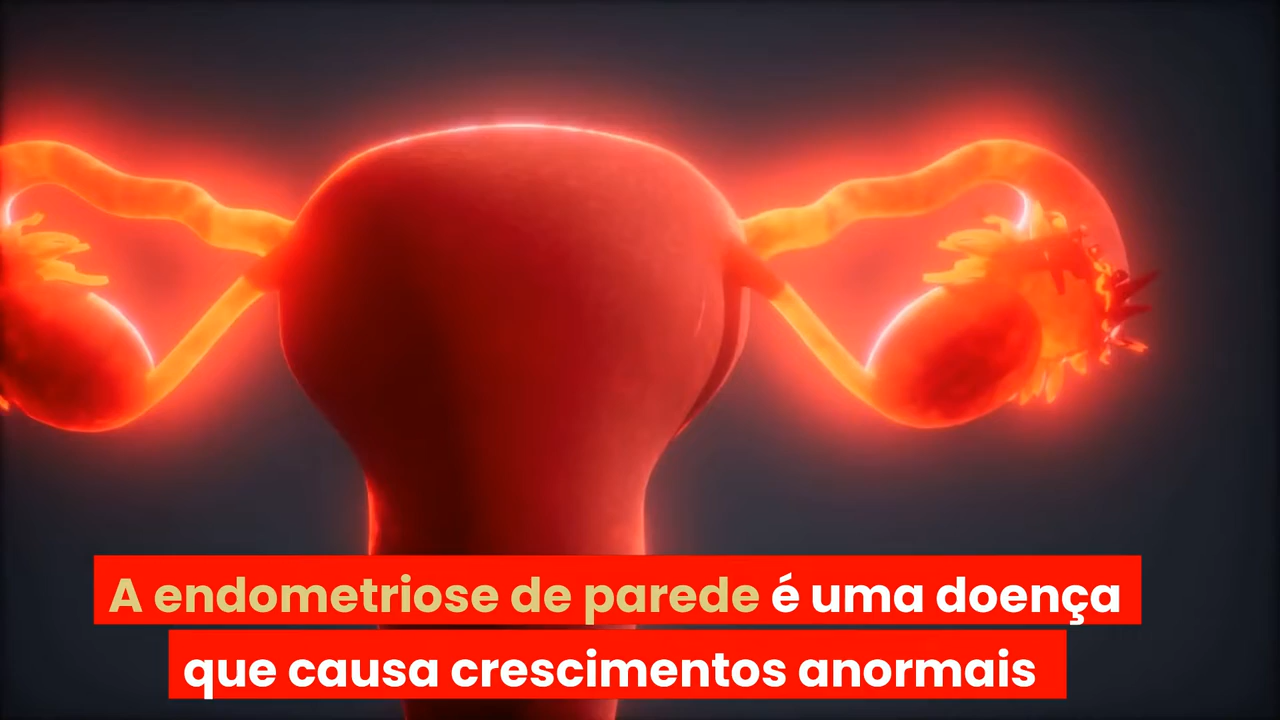 A endometriose de parede é uma doença
que causa crescimentos anormais